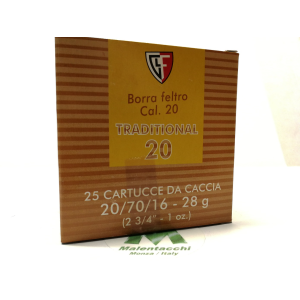 GF
Borra feltro
Cal. 20
TRADITIONAL
20
25 CARTUCCE DA CACCIA
20/70/16 - 28 g
(2 3/4" - 1 oz.)
Malentacchi
Monza / Italy